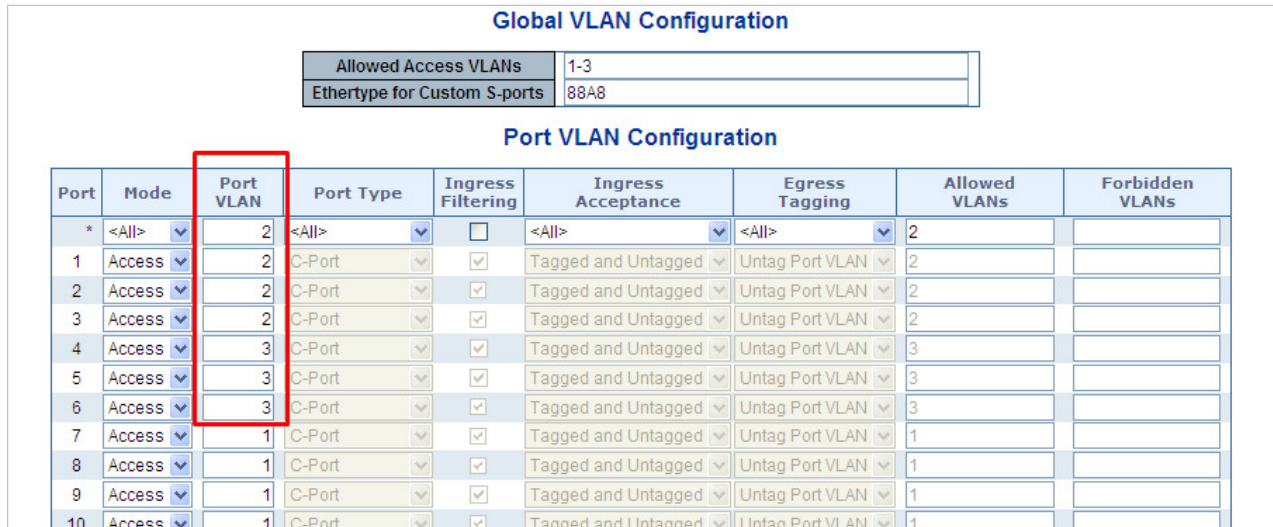 Global VLAN Configuration
Allowed Access VLANs 1-3
Ethertype for Custom S-ports 88A8
Port VLAN Configuration
Port Mode Port VLAN Port Type Ingress Filtering Ingress Acceptance Egress Tagging Allowed VLANs Forbidden VLANs
* <All> 2 <All> <All> <All> 2
1 Access 2 C-Port Tagged and Untagged Untag Port VLAN 2
2 Access 2 C-Port Tagged and Untagged Untag Port VLAN 2
3 Access 2 C-Port Tagged and Untagged Untag Port VLAN 2
4 Access 3 C-Port Tagged and Untagged Untag Port VLAN 3
5 Access 3 C-Port Tagged and Untagged Untag Port VLAN 3
6 Access 3 C-Port Tagged and Untagged Untag Port VLAN 3
7 Access 1 C-Port Tagged and Untagged Untag Port VLAN 1
8 Access 1 C-Port Tagged and Untagged Untag Port VLAN 1
9 Access 1 C-Port Tagged and Untagged Untag Port VLAN 1
10 Access 1 C-Port Tagged and Untagged Untag Port VLAN 1